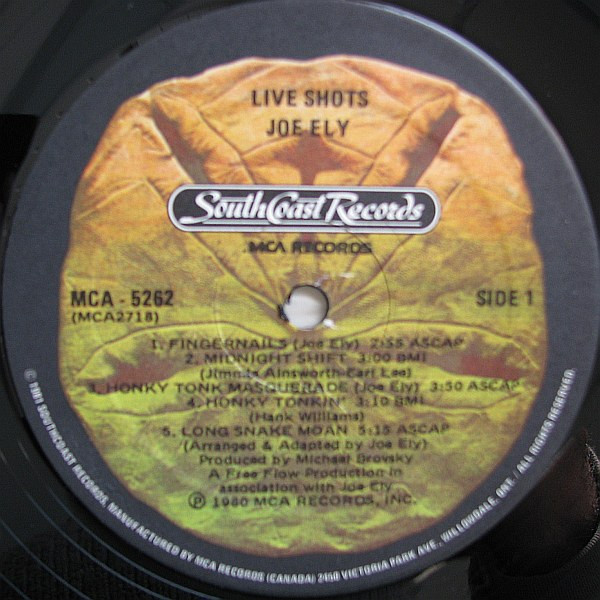 LIVE SHOTS
JOE ELY
SouthCoast Records
MCA RECORDS
MCA - 5262
(MCA2718)
SIDE 1
1. FINGERNAILS (Joe Ely) 2:55 ASCAP
2. MIDNIGHT SHIFT 3:00 BMI
(Jimmie Ainsworth-Earl Lee)
3. HONKY TONK MASQUERADE (Joe Ely) 3:50 ASCAP
4. HONKY TONKIN' 3:10 BMI
(Hank Williams)
5. LONG SNAKE MOAN 5:15 ASCAP
(Arranged & Adapted by Joe Ely)
Produced by Michael Brovsky
A Free Flow Production in
association with Joe Ely
℗ 1980 MCA RECORDS, INC.
© 1981 SOUTHCOAST RECORDS, MANUFACTURED BY MCA RECORDS (CANADA) 2450 VICTORIA PARK AVE., WILLOWDALE, ONT. / ALL RIGHTS RESERVED.